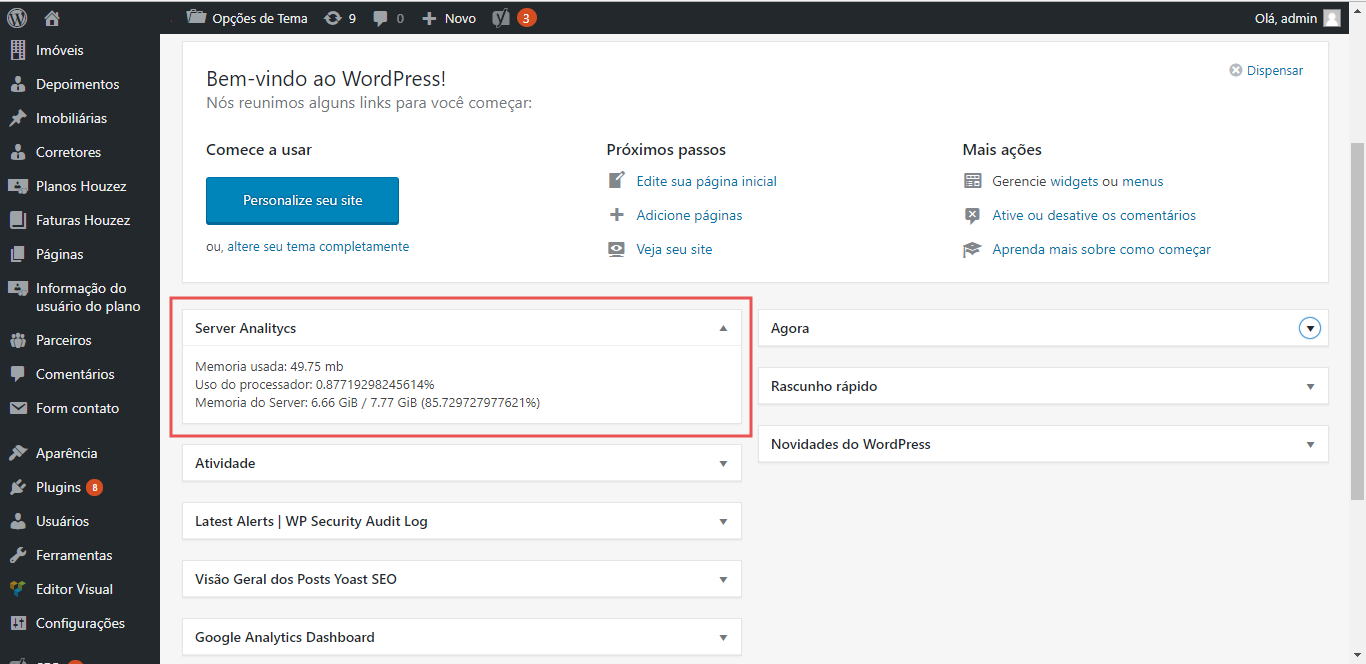 Opções de Tema
9
0
Novo
3
Olá, admin
Imóveis
Depoimentos
Imobiliárias
Corretores
Planos Houzez
Faturas Houzez
Páginas
Informação do
usuário do plano
Parceiros
Comentários
Form contato
Aparência
Plugins 8
Usuários
Ferramentas
Editor Visual
Configurações
Bem-vindo ao WordPress!
Dispensar
Nós reunimos alguns links para você começar:
Comece a usar
Personalize seu site
ou, altere seu tema completamente
Próximos passos
Edite sua página inicial
Adicione páginas
Veja seu site
Mais ações
Gerencie widgets ou menus
Ative ou desative os comentários
Aprenda mais sobre como começar
Server Analitycs
Memoria usada: 49.75 mb
Uso do processador: 0.87719298245614%
Memoria do Server: 6.66 GiB / 7.77 GiB (85.729727977621%)
Atividade
Latest Alerts | WP Security Audit Log
Visão Geral dos Posts Yoast SEO
Google Analytics Dashboard
Agora
Rascunho rápido
Novidades do WordPress